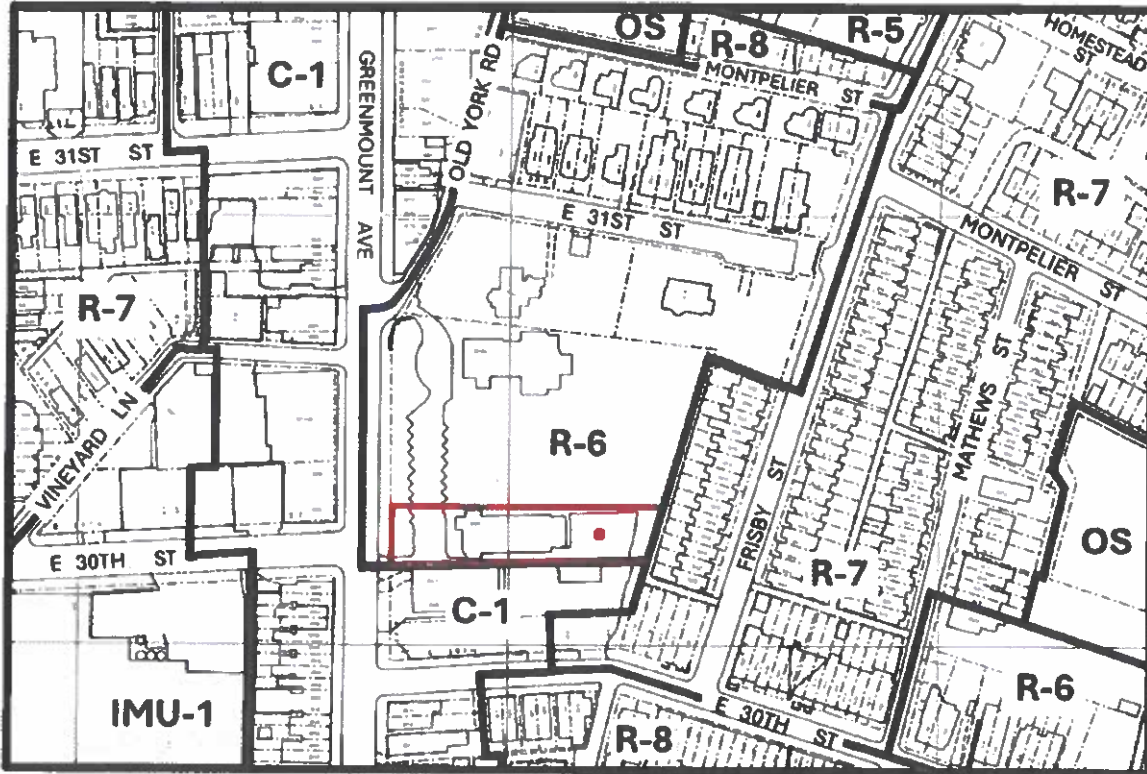 OS
R-8
R-5
HOMESTEAD
ST
C-1
GREENMOUNT AVE
OLD YORK RD
MONTPELIER ST
E 31ST ST
R-7
E 31ST ST
MONTPELIER ST
R-7
VINEYARD LN
R-6
MATHEWS ST
FRISBY ST
OS
E 30TH ST
R-7
C-1
R-6
IMU-1
E 30TH ST
R-8